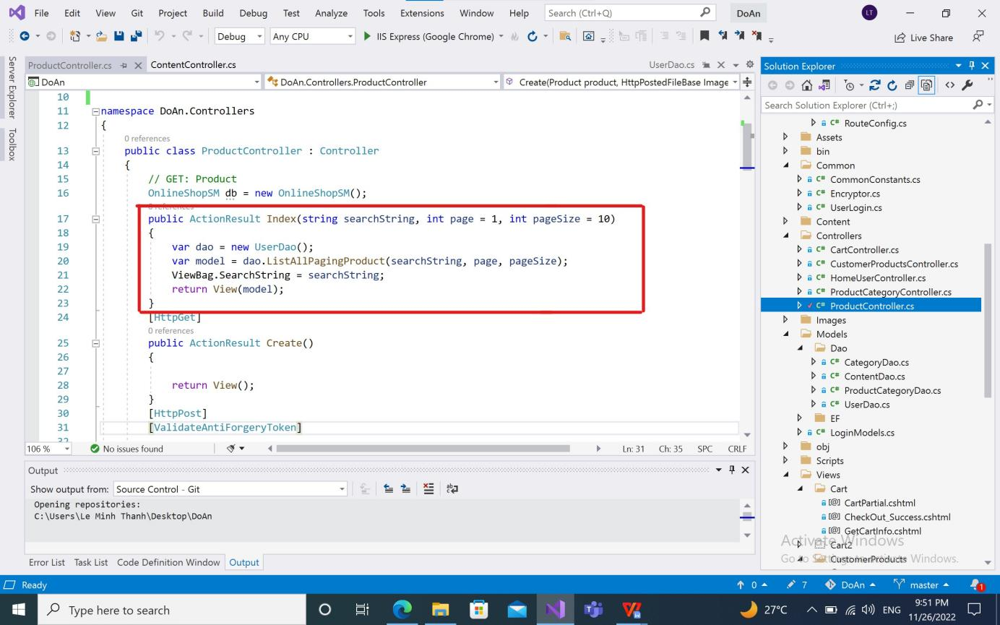 File Edit View Git Project Build Debug Test Analyze Tools Extensions Window Help Search (Ctrl+Q) DoAn LT
Debug Any CPU IIS Express (Google Chrome) Live Share
Server Explorer
Toolbox
ProductController.cs ContentController.cs UserDao.cs
DoAn DoAn.Controllers.ProductController Create(Product product, HttpPostedFileBase Image
10
11 namespace DoAn.Controllers
12 {
0 references
13 public class ProductController : Controller
14 {
15 // GET: Product
16 OnlineShopSM db = new OnlineShopSM();
0 references
17 public ActionResult Index(string searchString, int page = 1, int pageSize = 10)
18 {
19 var dao = new UserDao();
20 var model = dao.ListAllPagingProduct(searchString, page, pageSize);
21 ViewBag.SearchString = searchString;
22 return View(model);
23 }
24 [HttpGet]
0 references
25 public ActionResult Create()
26 {
27
28 return View();
29 }
30 [HttpPost]
31 [ValidateAntiForgeryToken]
32
106 % No issues found Ln: 31 Ch: 35 SPC CRLF
Output
Show output from: Source Control - Git
Opening repositories:
C:\Users\Le Minh Thanh\Desktop\DoAn
Error List Task List Code Definition Window Output
Solution Explorer
Search Solution Explorer (Ctrl+;)
C# RouteConfig.cs
Assets
bin
Common
C# CommonConstants.cs
C# Encryptor.cs
C# UserLogin.cs
Content
Controllers
C# CartController.cs
C# CustomerProductsController.cs
C# HomeUserController.cs
C# ProductCategoryController.cs
C# ProductController.cs
Images
Models
Dao
C# CategoryDao.cs
C# ContentDao.cs
C# ProductCategoryDao.cs
C# UserDao.cs
EF
C# LoginModels.cs
obj
Scripts
Views
Cart
[@] CartPartial.cshtml
[@] CheckOut_Success.cshtml
[@] GetCartInfo.cshtml
Cart2
CustomerProducts
Activate Windows
Go to Settings to Activate Windows.
Ready 0 7 DoAn master 1
Type here to search 27°C ENG 9:51 PM
11/26/2022